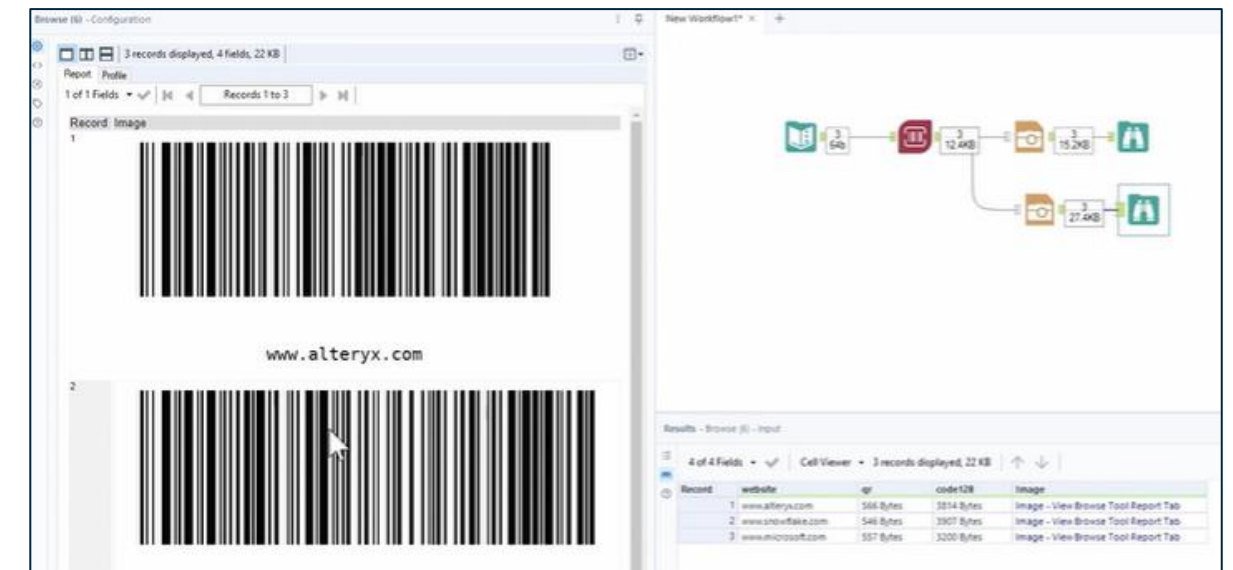 Browse (6) - Configuration
3 records displayed, 4 fields, 22 KB
Report Profile
1 of 1 Fields Records 1 to 3
Record Image
1
www.alteryx.com
2
New Workflow1* × +
3
64b
3
12.4KB
3
15.2KB
3
27.4KB
Results - Browse (6) - Input
4 of 4 Fields Cell Viewer 3 records displayed, 22 KB
Record website qr code128 Image
1 www.alteryx.com 566 Bytes 3814 Bytes Image - View Browse Tool Report Tab
2 www.snowflake.com 546 Bytes 3907 Bytes Image - View Browse Tool Report Tab
3 www.microsoft.com 557 Bytes 3200 Bytes Image - View Browse Tool Report Tab